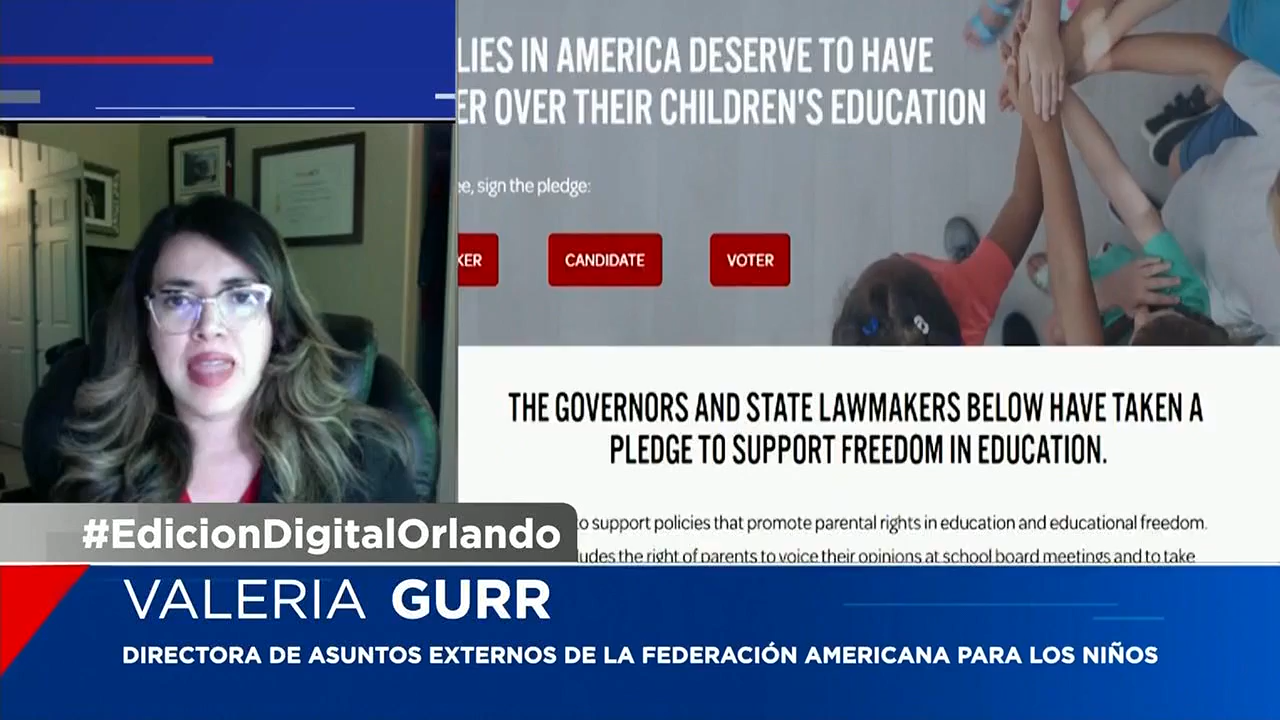 LIES IN AMERICA DESERVE TO HAVE
ER OVER THEIR CHILDREN'S EDUCATION
ee, sign the pledge:
KER
CANDIDATE
VOTER
THE GOVERNORS AND STATE LAWMAKERS BELOW HAVE TAKEN A
PLEDGE TO SUPPORT FREEDOM IN EDUCATION.
to support policies that promote parental rights in education and educational freedom.
udes the right of parents to voice their opinions at school board meetings and to take
#EdicionDigitalOrlando
VALERIA GURR
DIRECTORA DE ASUNTOS EXTERNOS DE LA FEDERACIÓN AMERICANA PARA LOS NIÑOS